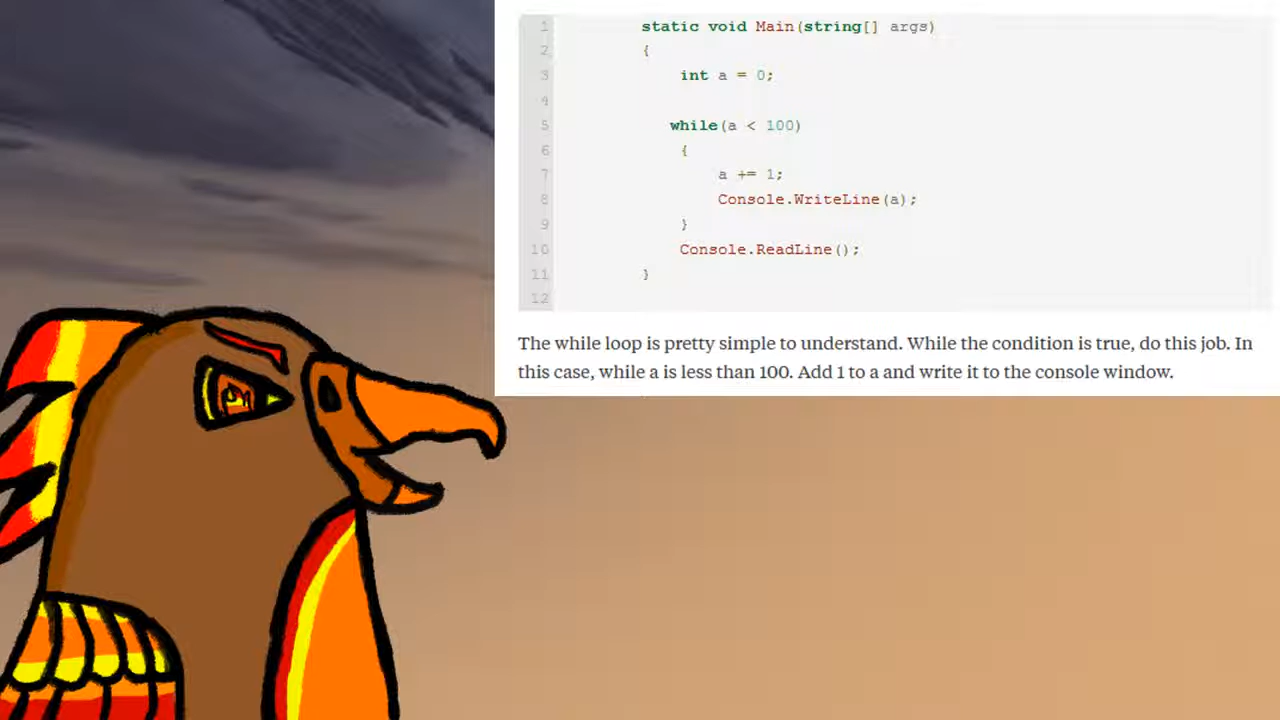 1 static void Main(string[] args)
2 {
3 int a = 0;
4
5 while(a < 100)
6 {
7 a += 1;
8 Console.WriteLine(a);
9 }
10 Console.ReadLine();
11 }
12
The while loop is pretty simple to understand. While the condition is true, do this job. In
this case, while a is less than 100. Add 1 to a and write it to the console window.